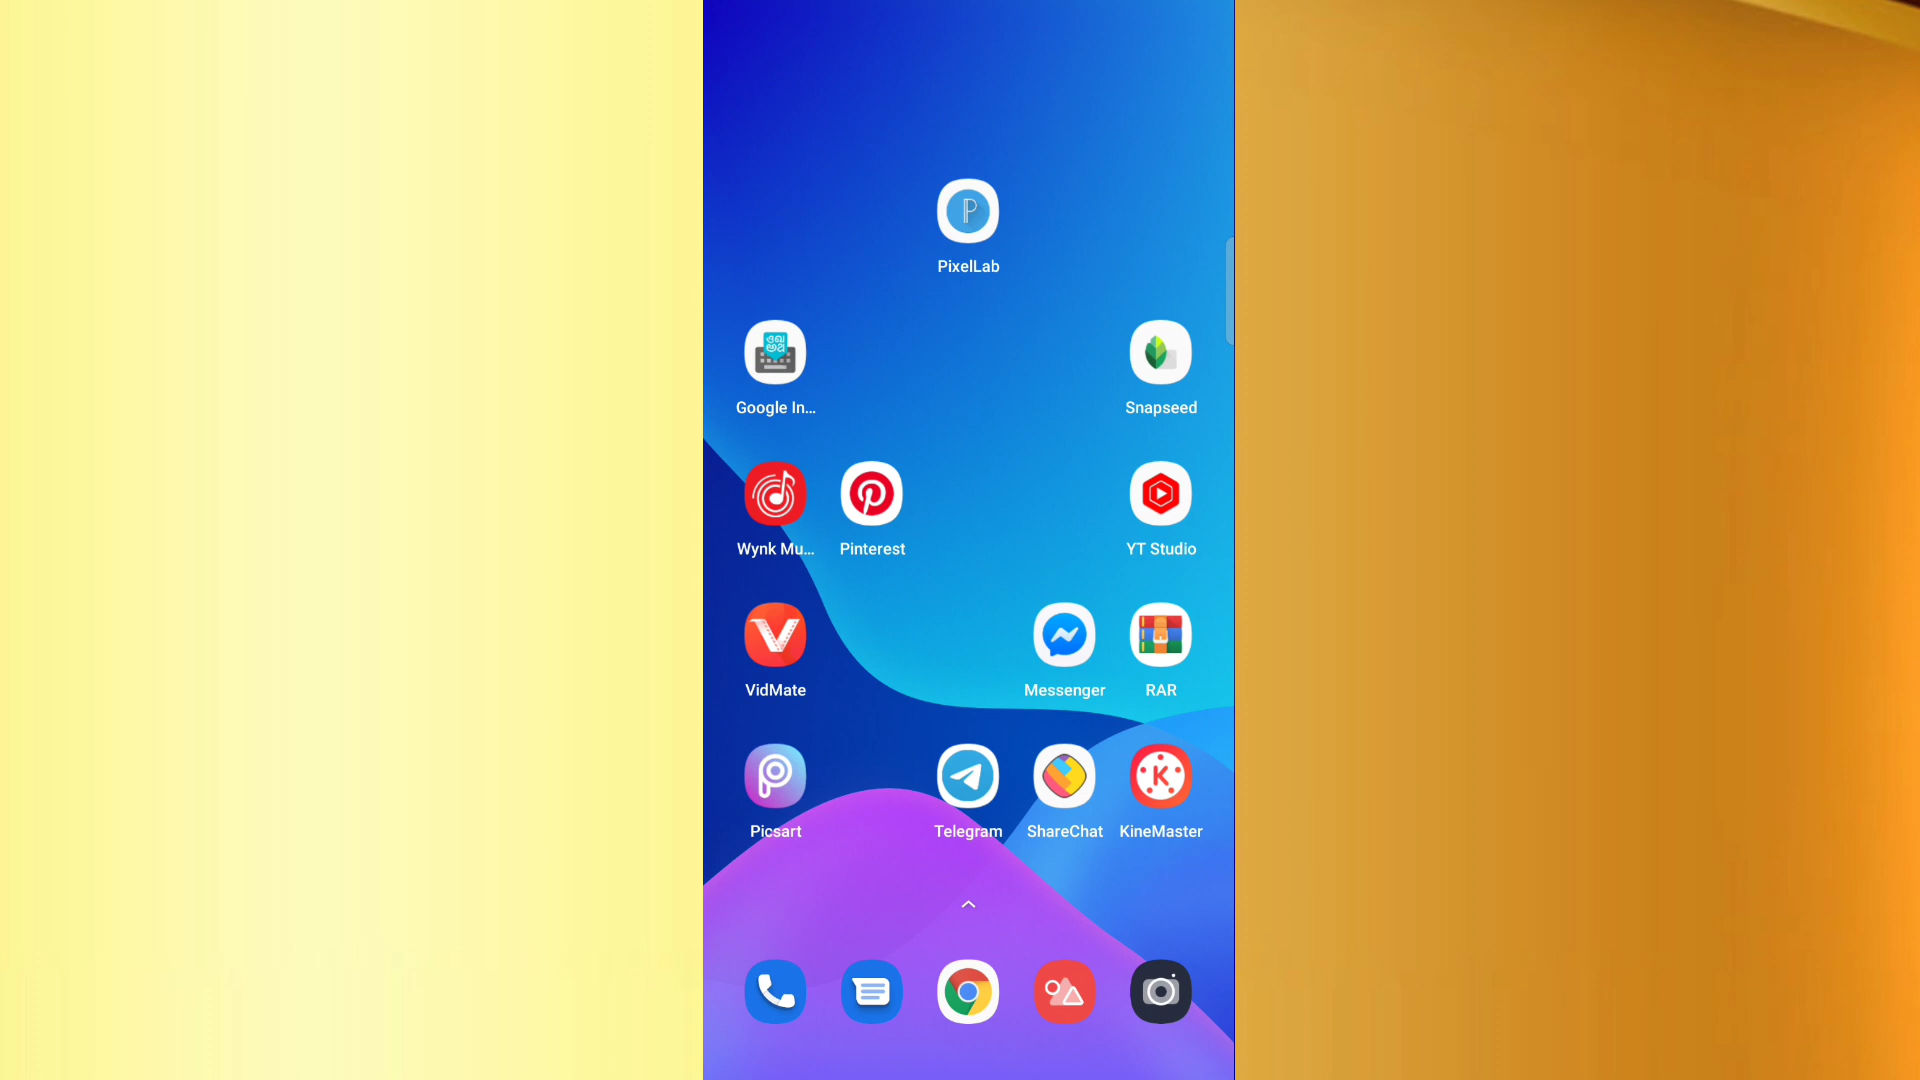 PixelLab
Google In...
Snapseed
Wynk Mu...
Pinterest
YT Studio
VidMate
Messenger
RAR
Picsart
Telegram
ShareChat
KineMaster